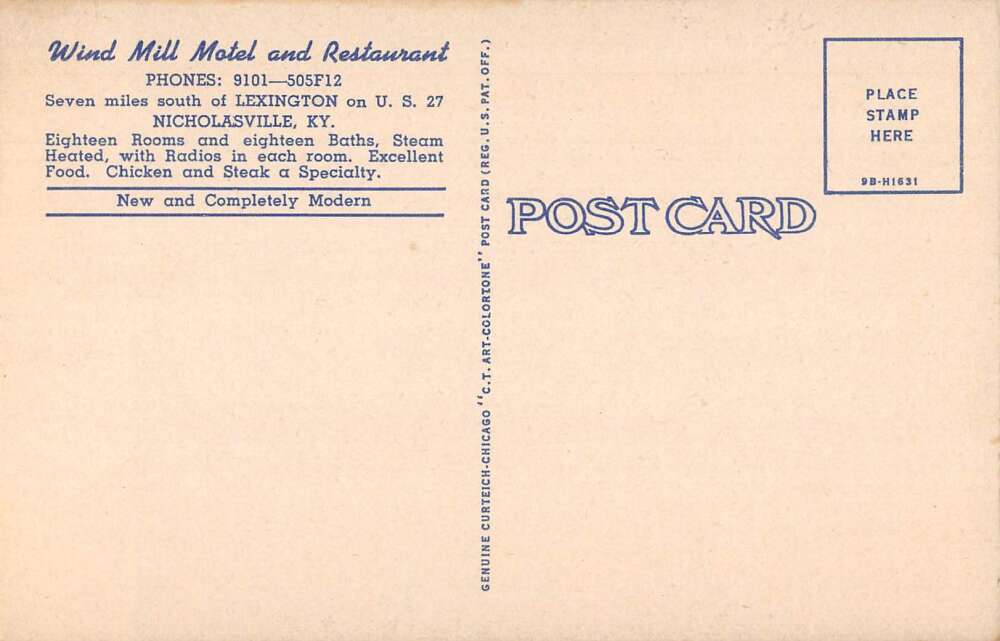 Wind Mill Motel and Restaurant
PHONES: 9101—505F12
Seven miles south of LEXINGTON on U. S. 27
NICHOLASVILLE, KY.
Eighteen Rooms and eighteen Baths, Steam
Heated, with Radios in each room. Excellent
Food. Chicken and Steak a Specialty.
New and Completely Modern
GENUINE CURTEICH-CHICAGO "C.T. ART-COLORTONE" POST CARD (REG. U.S. PAT. OFF.)
POST CARD
PLACE
STAMP
HERE
9B-H1631